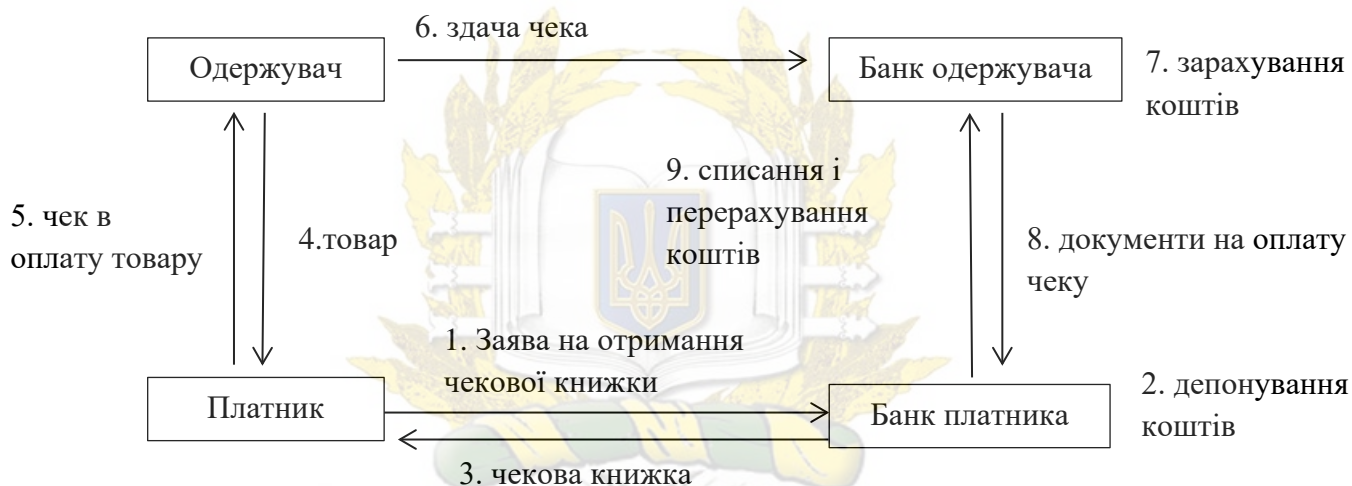 6. здача чека
Одержувач
Банк одержувача
7. зарахування
коштів
5. чек в
оплату товару
4.товар
9. списання і
перерахування
коштів
8. документи на оплату
чеку
1. Заява на отримання
чекової книжки
Платник
Банк платника
2. депонування
коштів
3. чекова книжка